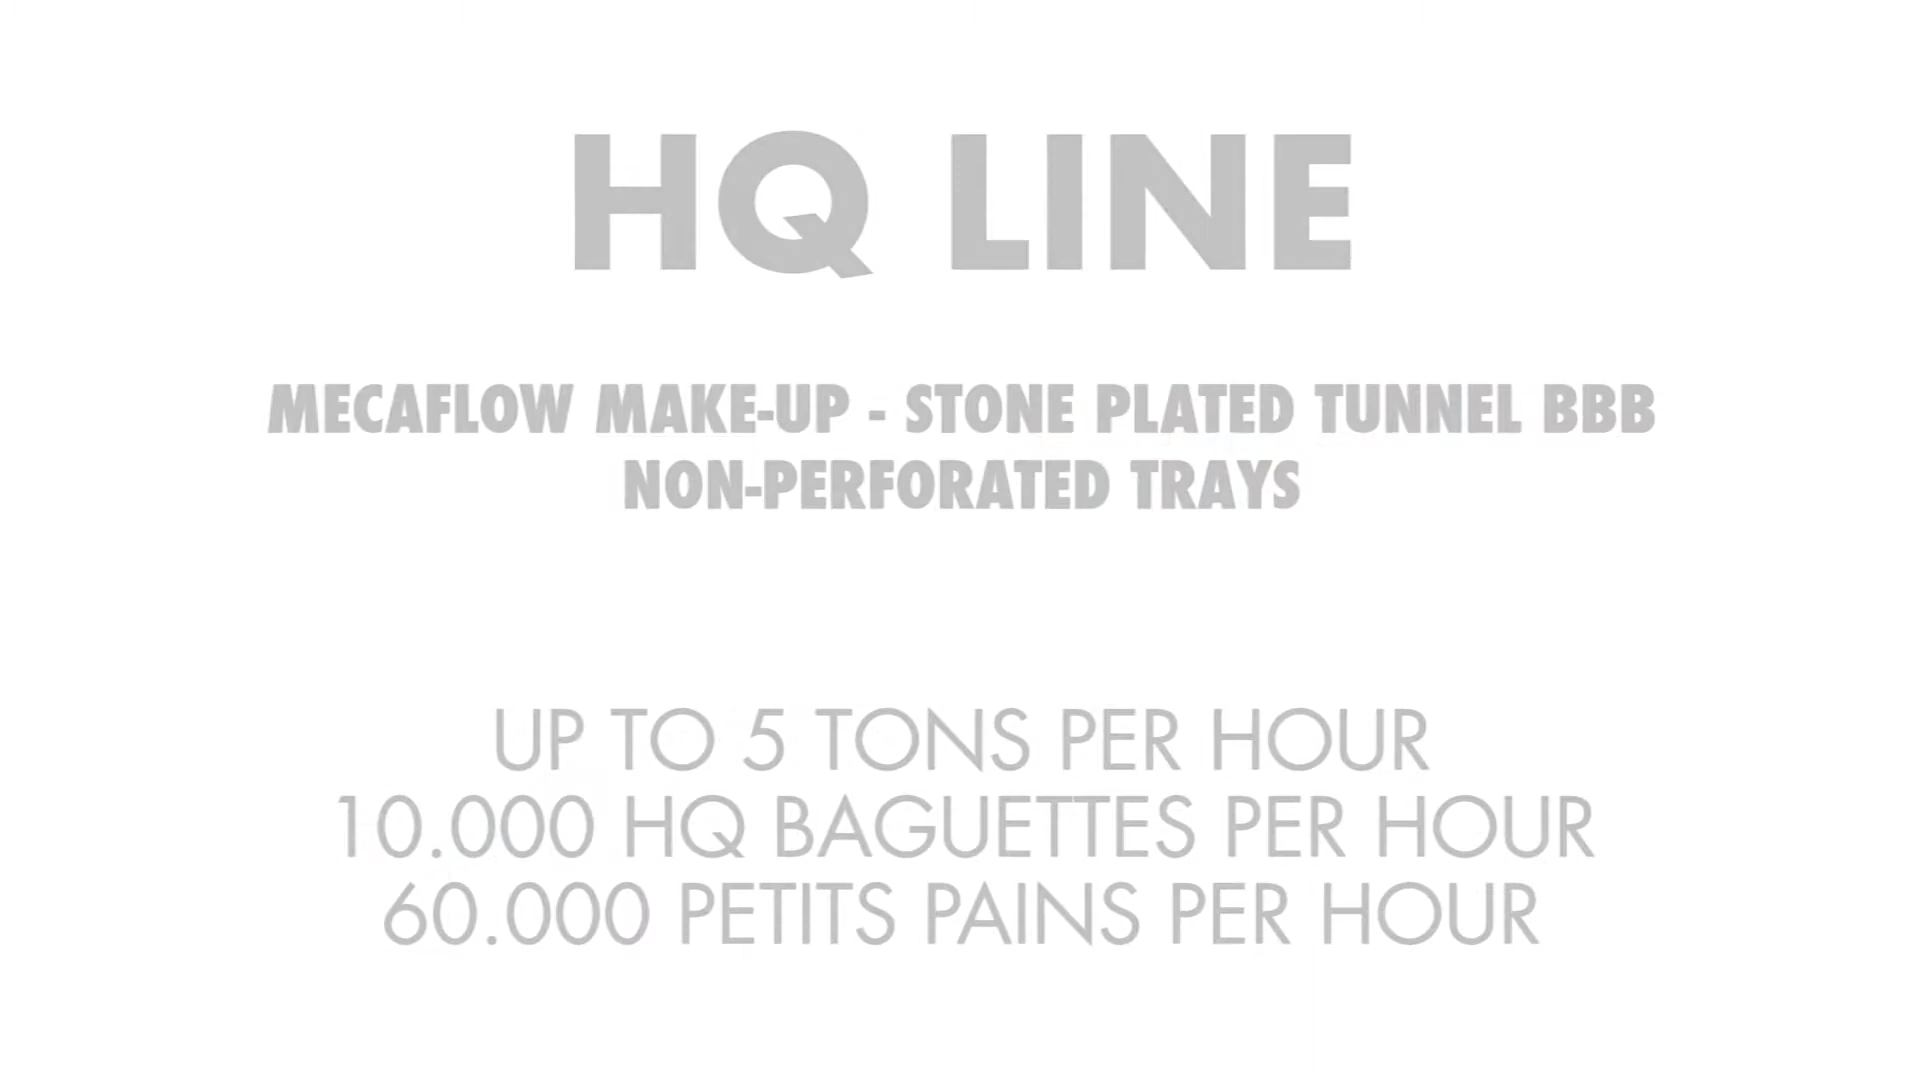 HQ LINE
MECAFLOW MAKE-UP - STONE PLATED TUNNEL BBB
NON-PERFORATED TRAYS
UP TO 5 TONS PER HOUR
10.000 HQ BAGUETTES PER HOUR
60.000 PETITS PAINS PER HOUR